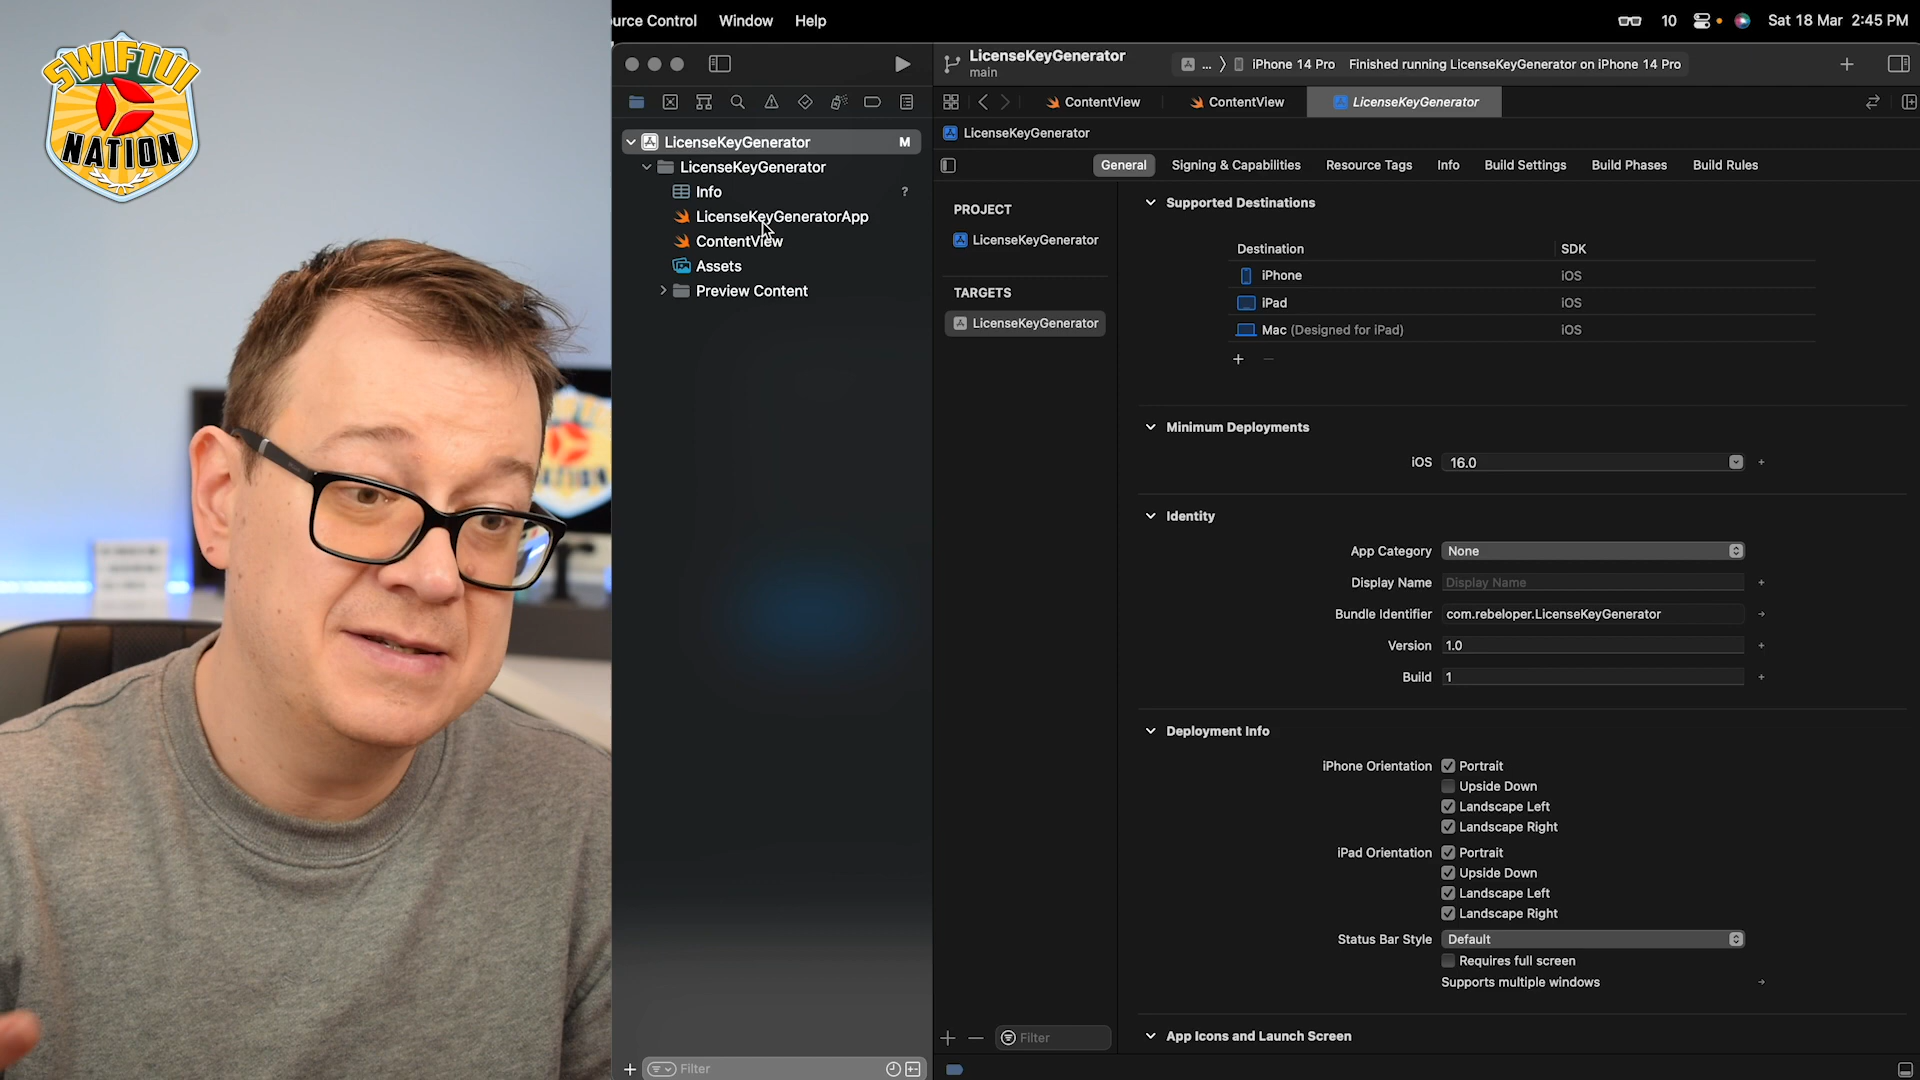 SWIFTUI
NATION
urce Control Window Help
10 Sat 18 Mar 2:45 PM
LicenseKeyGenerator
main
... iPhone 14 Pro Finished running LicenseKeyGenerator on iPhone 14 Pro
ContentView ContentView LicenseKeyGenerator
LicenseKeyGenerator M
LicenseKeyGenerator
Info ?
LicenseKeyGeneratorApp
ContentView
Assets
Preview Content
Filter
LicenseKeyGenerator
General Signing & Capabilities Resource Tags Info Build Settings Build Phases Build Rules
PROJECT
LicenseKeyGenerator
TARGETS
LicenseKeyGenerator
Filter
Supported Destinations
Destination SDK
iPhone iOS
iPad iOS
Mac (Designed for iPad) iOS
Minimum Deployments
iOS 16.0
Identity
App Category None
Display Name Display Name
Bundle Identifier com.rebeloper.LicenseKeyGenerator
Version 1.0
Build 1
Deployment Info
iPhone Orientation Portrait
Upside Down
Landscape Left
Landscape Right
iPad Orientation Portrait
Upside Down
Landscape Left
Landscape Right
Status Bar Style Default
Requires full screen
Supports multiple windows
App Icons and Launch Screen